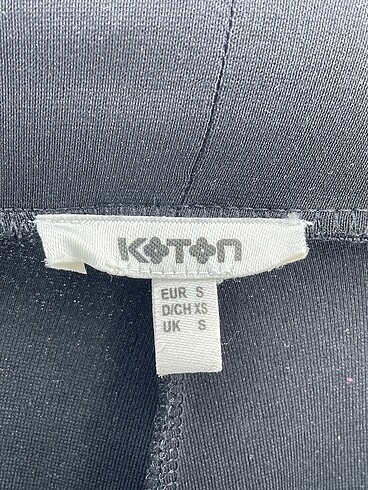 KOTON
EUR S
D/CH XS
UK S